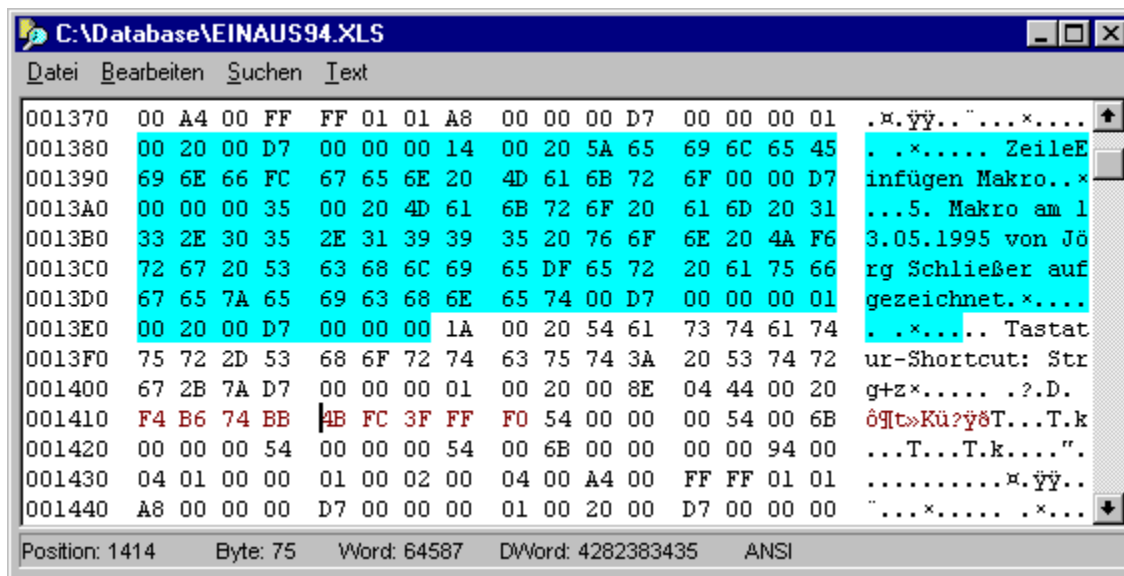 C:\Database\EINAUS94.XLS
Datei Bearbeiten Suchen Text
001370 00 A4 00 FF FF 01 01 A8 00 00 00 D7 00 00 00 01 .¤.ÿÿ..¨...×....
001380 00 20 00 D7 00 00 00 14 00 20 5A 65 69 6C 65 45 . .×..... ZeileE
001390 69 6E 66 FC 67 65 6E 20 4D 61 6B 72 6F 00 00 D7 infügen Makro..×
0013A0 00 00 00 35 00 20 4D 61 6B 72 6F 20 61 6D 20 31 ...5. Makro am 1
0013B0 33 2E 30 35 2E 31 39 39 35 20 76 6F 6E 20 4A F6 3.05.1995 von Jö
0013C0 72 67 20 53 63 68 6C 69 65 DF 65 72 20 61 75 66 rg Schließer auf
0013D0 67 65 7A 65 69 63 68 6E 65 74 00 D7 00 00 00 01 gezeichnet.×....
0013E0 00 20 00 D7 00 00 00 1A 00 20 54 61 73 74 61 74 . .×..... Tastat
0013F0 75 72 2D 53 68 6F 72 74 63 75 74 3A 20 53 74 72 ur-Shortcut: Str
001400 67 2B 7A D7 00 00 00 01 00 20 00 8E 04 44 00 20 g+z×..... .?.D.
001410 F4 B6 74 BB 4B FC 3F FF F0 54 00 00 00 54 00 6B ô¶t»Kü?ÿðT...T.k
001420 00 00 00 54 00 00 00 54 00 6B 00 00 00 00 94 00 ...T...T.k....".
001430 04 01 00 00 01 00 02 00 04 00 A4 00 FF FF 01 01 ..........¤.ÿÿ..
001440 A8 00 00 00 D7 00 00 00 01 00 20 00 D7 00 00 00 ¨...×..... .×...
Position: 1414 Byte: 75 Word: 64587 DWord: 4282383435 ANSI